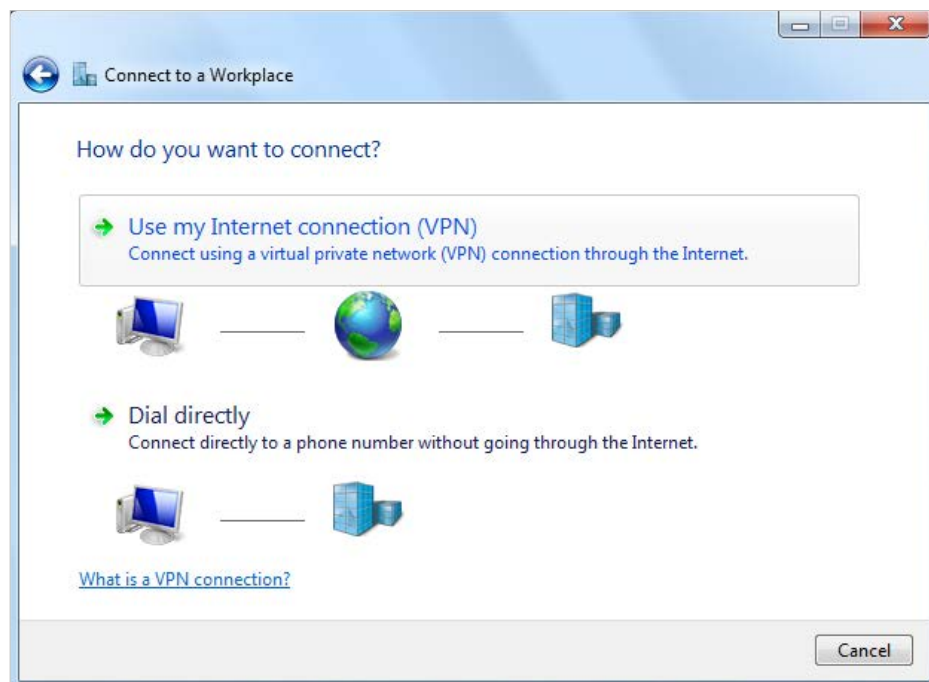 Connect to a Workplace
How do you want to connect?
Use my Internet connection (VPN)
Connect using a virtual private network (VPN) connection through the Internet.
Dial directly
Connect directly to a phone number without going through the Internet.
What is a VPN connection?
Cancel